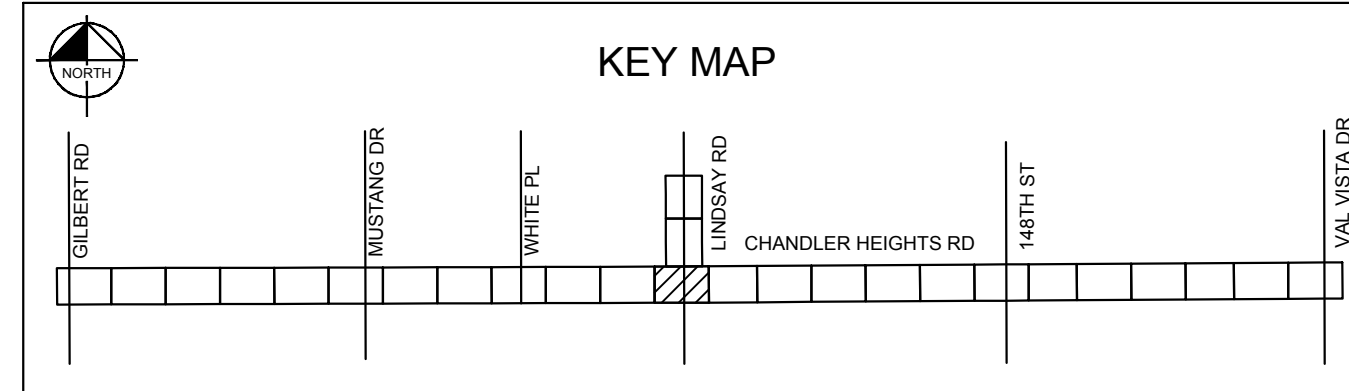 KEY MAP
NORTH
GILBERT RD
MUSTANG DR
WHITE PL
LINDSAY RD
CHANDLER HEIGHTS RD
148TH ST
VAL VISTA DR